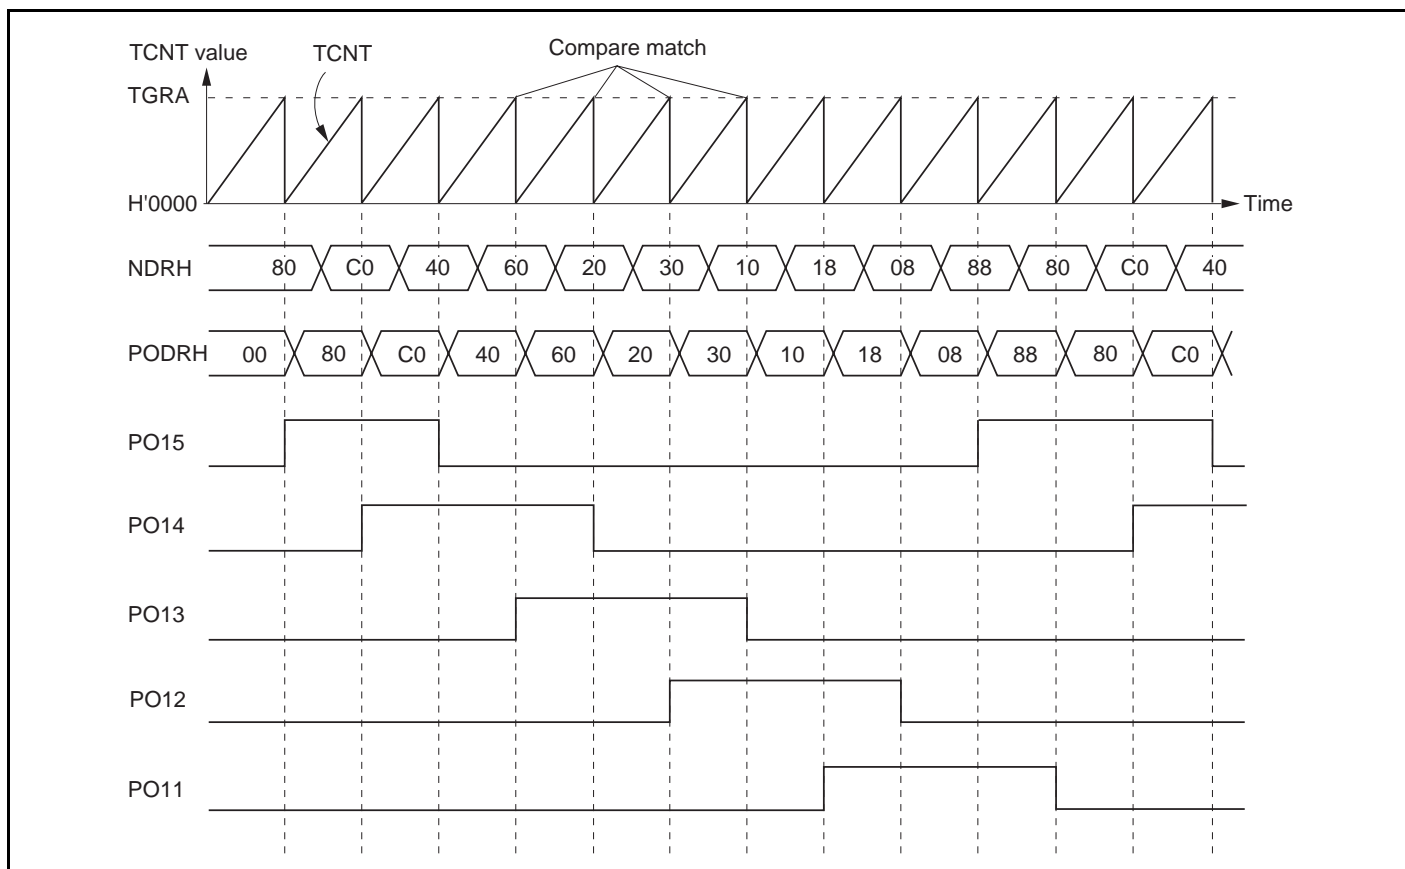 TCNT value
TCNT
Compare match
TGRA
H'0000
Time
NDRH 80 C0 40 60 20 30 10 18 08 88 80 C0 40
PODRH 00 80 C0 40 60 20 30 10 18 08 88 80 C0
PO15
PO14
PO13
PO12
PO11